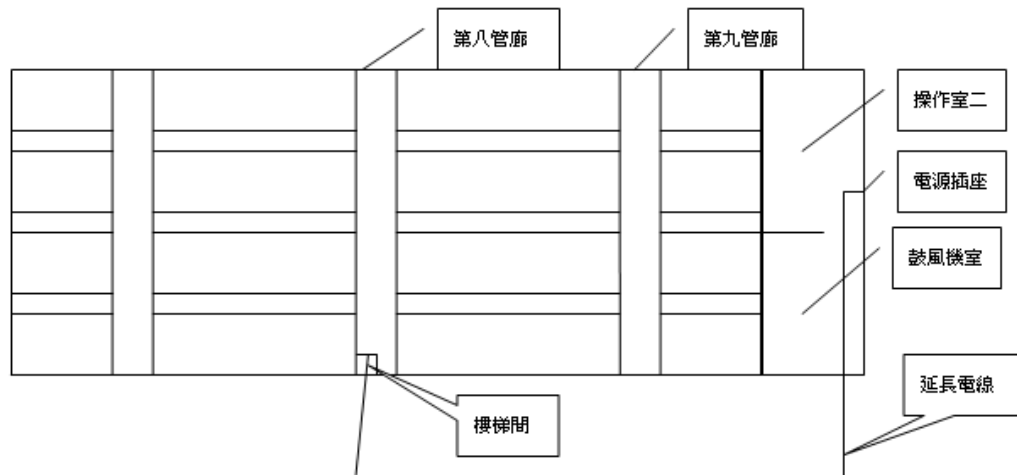 第八管廊
第九管廊
操作室二
電源插座
鼓風機室
延長電線
樓梯間